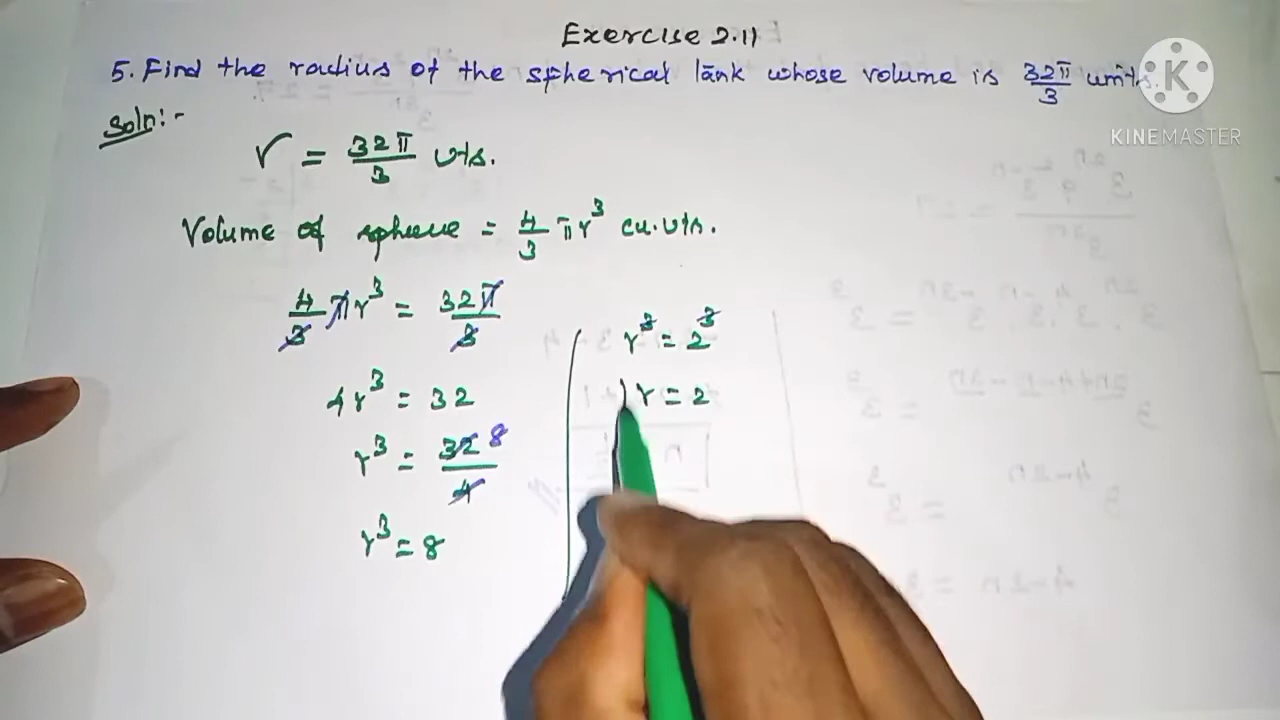 Exercise 2.11
5. Find the radius of the spherical tank whose volume is 32π/3 units.
Soln:-
V = 32π/3 uts.
Volume of sphere = 4/3 πr³ cu.uts.
4/3 πr³ = 32π/3
4r³ = 32
r³ = 32/4 8
r³ = 8
r³ = 2³
r = 2
K
KINEMASTER